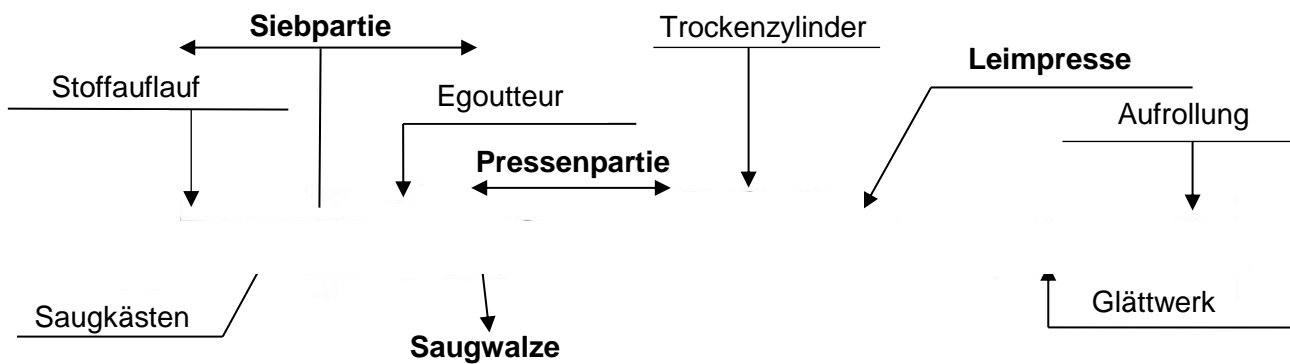 Siebpartie
Trockenzylinder
Leimpresse
Stoffauflauf
Egoutteur
Aufrollung
Pressenpartie
Saugkästen
Glättwerk
Saugwalze